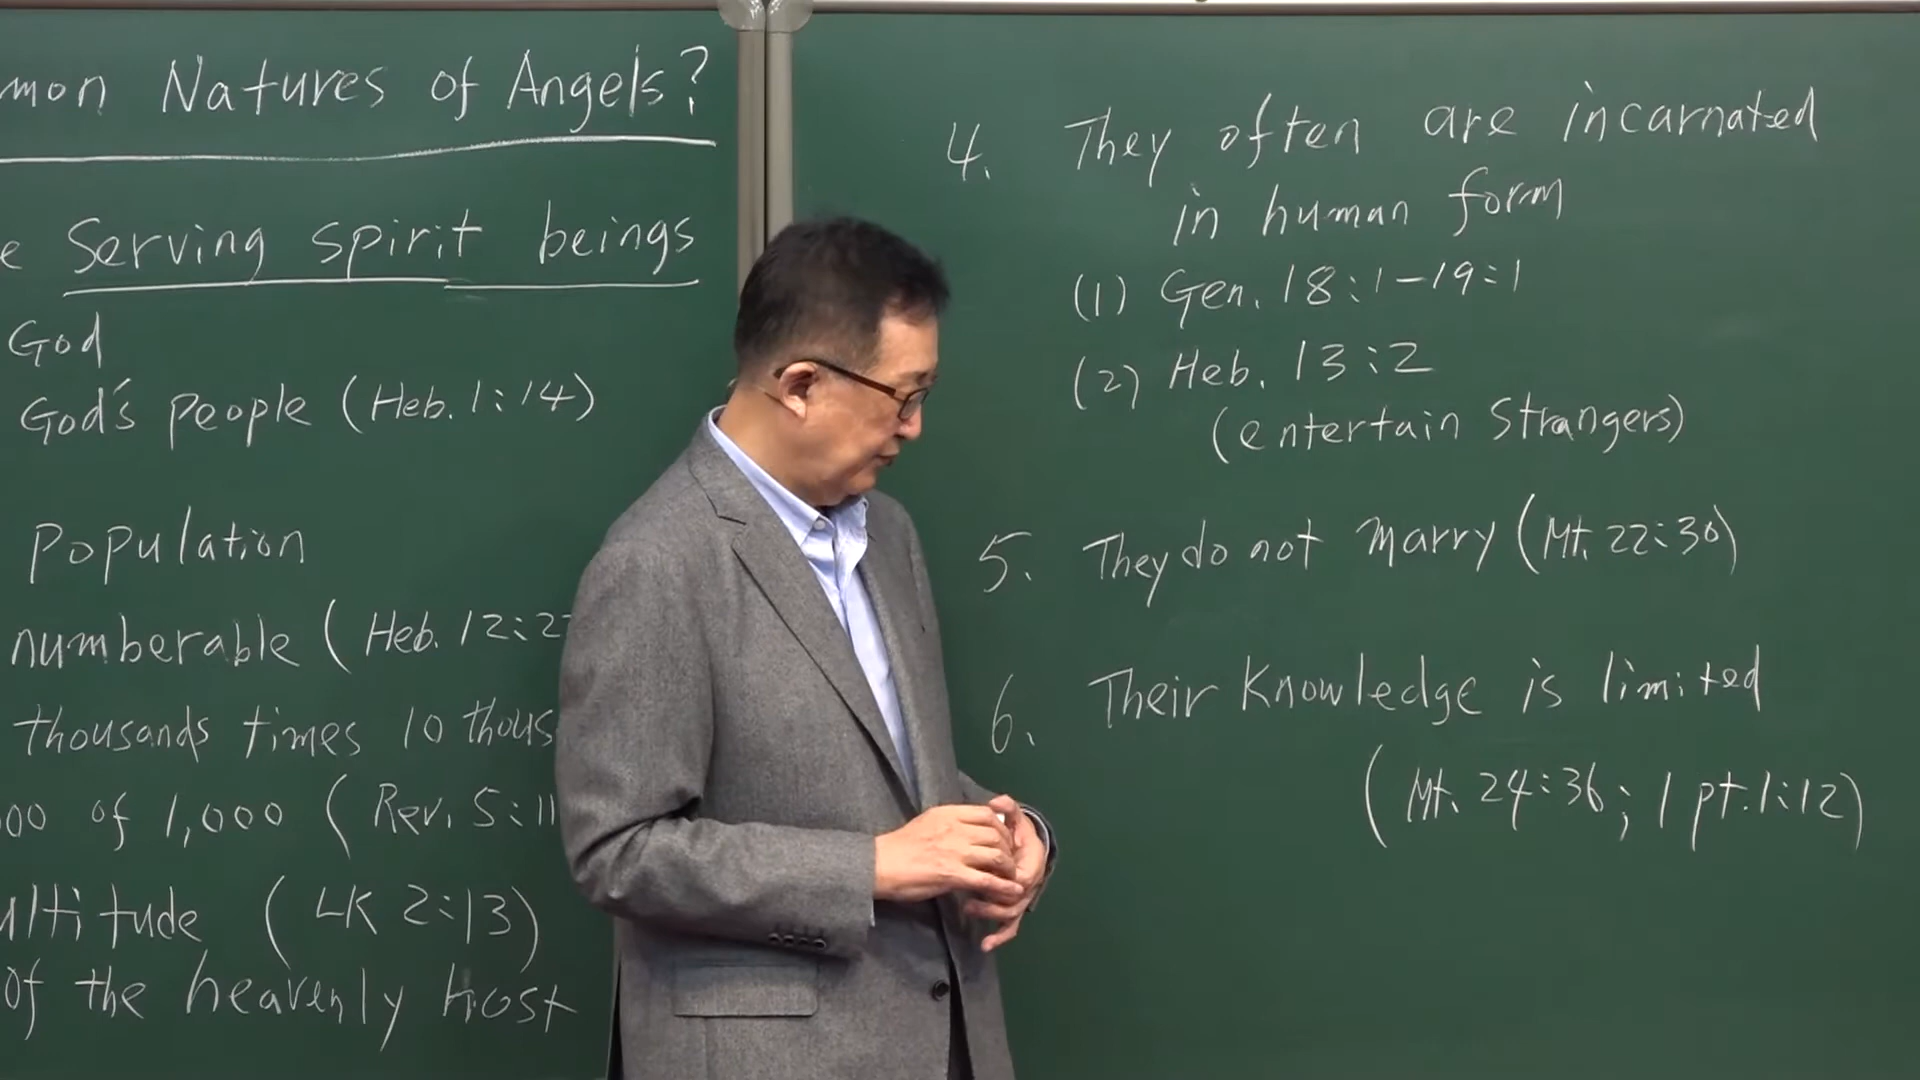 mon Natures of Angels?
e Serving spirit beings
God
God's people (Heb. 1:14)
population
numberable (Heb. 12:2
thousands times 10 thous
00 of 1,000 (Rev. 5:11
ultitude (LK 2:13)
of the heavenly host
4. They often are incarnated
in human form
(1) Gen. 18:1-19:1
(2) Heb. 13:2
(entertain strangers)
5. They do not marry (Mt. 22:30)
6. Their Knowledge is limited
(Mt. 24:36; 1 pt. 1:12)